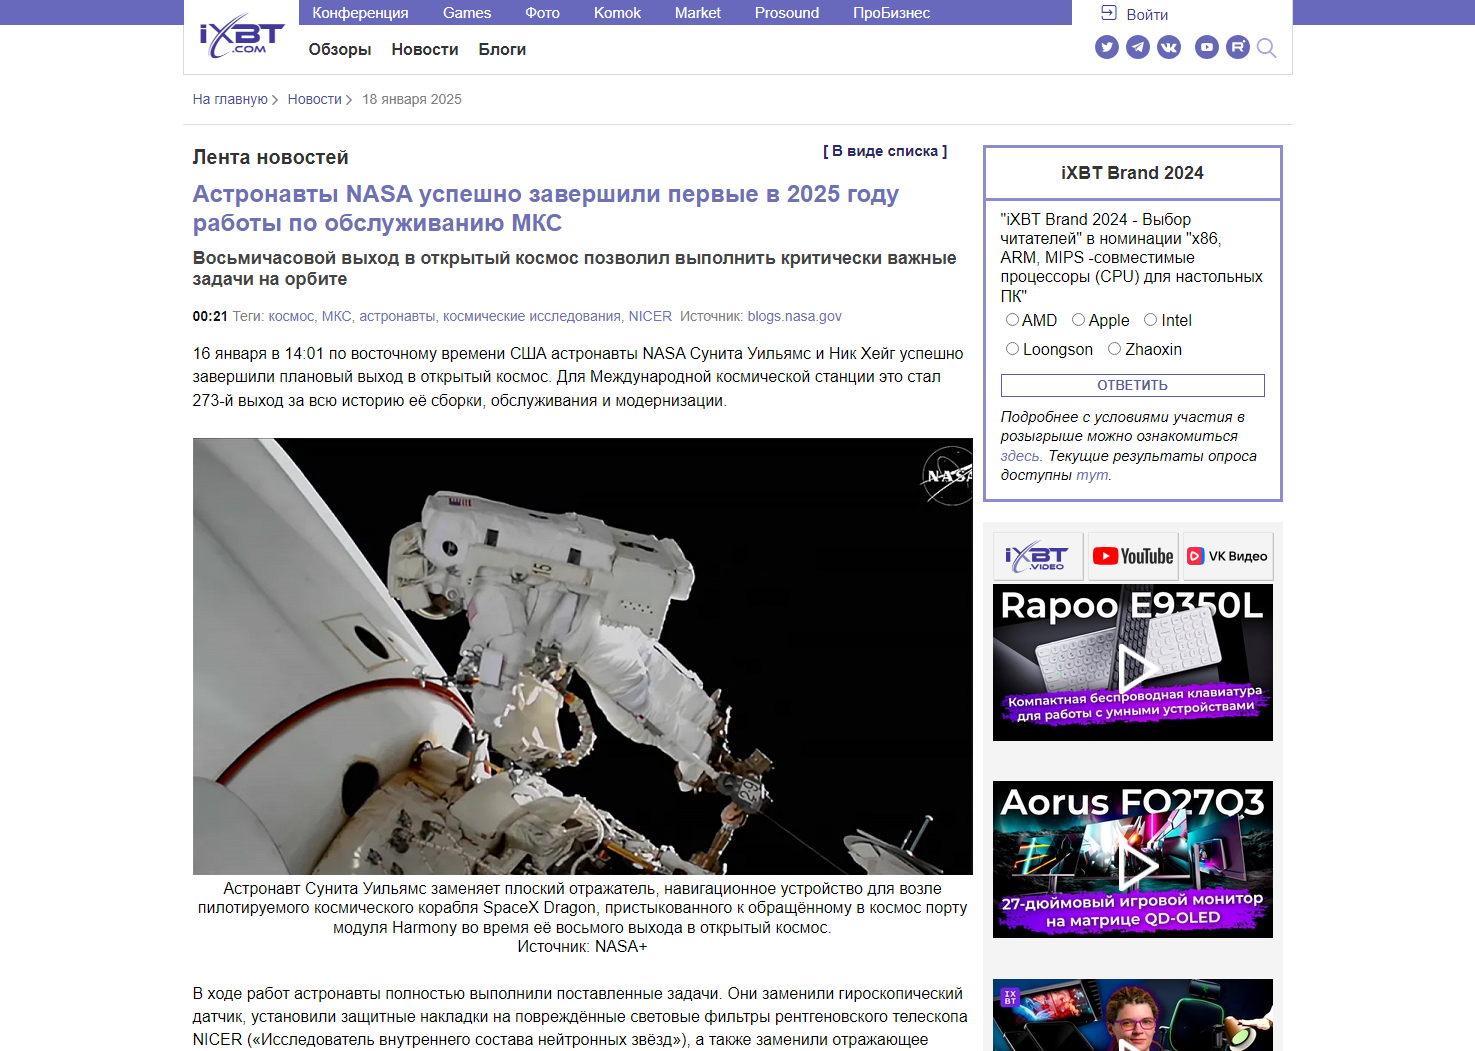 Конференция Games Фото Komok Market Prosound ПроБизнес
Войти
iXBT
.COM
Обзоры Новости Блоги
На главную Новости 18 января 2025
Лента новостей
[ В виде списка ]
Астронавты NASA успешно завершили первые в 2025 году
работы по обслуживанию МКС
Восьмичасовой выход в открытый космос позволил выполнить критически важные
задачи на орбите
00:21 Теги: космос, МКС, астронавты, космические исследования, NICER Источник: blogs.nasa.gov
16 января в 14:01 по восточному времени США астронавты NASA Сунита Уильямс и Ник Хейг успешно
завершили плановый выход в открытый космос. Для Международной космической станции это стал
273-й выход за всю историю её сборки, обслуживания и модернизации.
NASA
29
Астронавт Сунита Уильямс заменяет плоский отражатель, навигационное устройство для возле
пилотируемого космического корабля SpaceX Dragon, пристыкованного к обращённому в космос порту
модуля Harmony во время её восьмого выхода в открытый космос.
Источник: NASA+
В ходе работ астронавты полностью выполнили поставленные задачи. Они заменили гироскопический
датчик, установили защитные накладки на повреждённые световые фильтры рентгеновского телескопа
NICER («Исследователь внутреннего состава нейтронных звёзд»), а также заменили отражающее
iXBT Brand 2024
"iXBT Brand 2024 - Выбор
читателей" в номинации "x86,
ARM, MIPS -совместимые
процессоры (CPU) для настольных
ПК"
AMD Apple Intel
Loongson Zhaoxin
ОТВЕТИТЬ
Подробнее с условиями участия в
розыгрыше можно ознакомиться
здесь. Текущие результаты опроса
доступны тут.
iXBT .VIDEO YouTube VK Видео
Rapoo E9350L
Компактная беспроводная клавиатура
для работы с умными устройствами
Aorus FO27Q3
27-дюймовый игровой монитор
на матрице QD-OLED
IX
BT